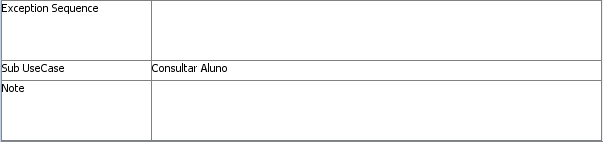 Exception Sequence
Sub UseCase Consultar Aluno
Note